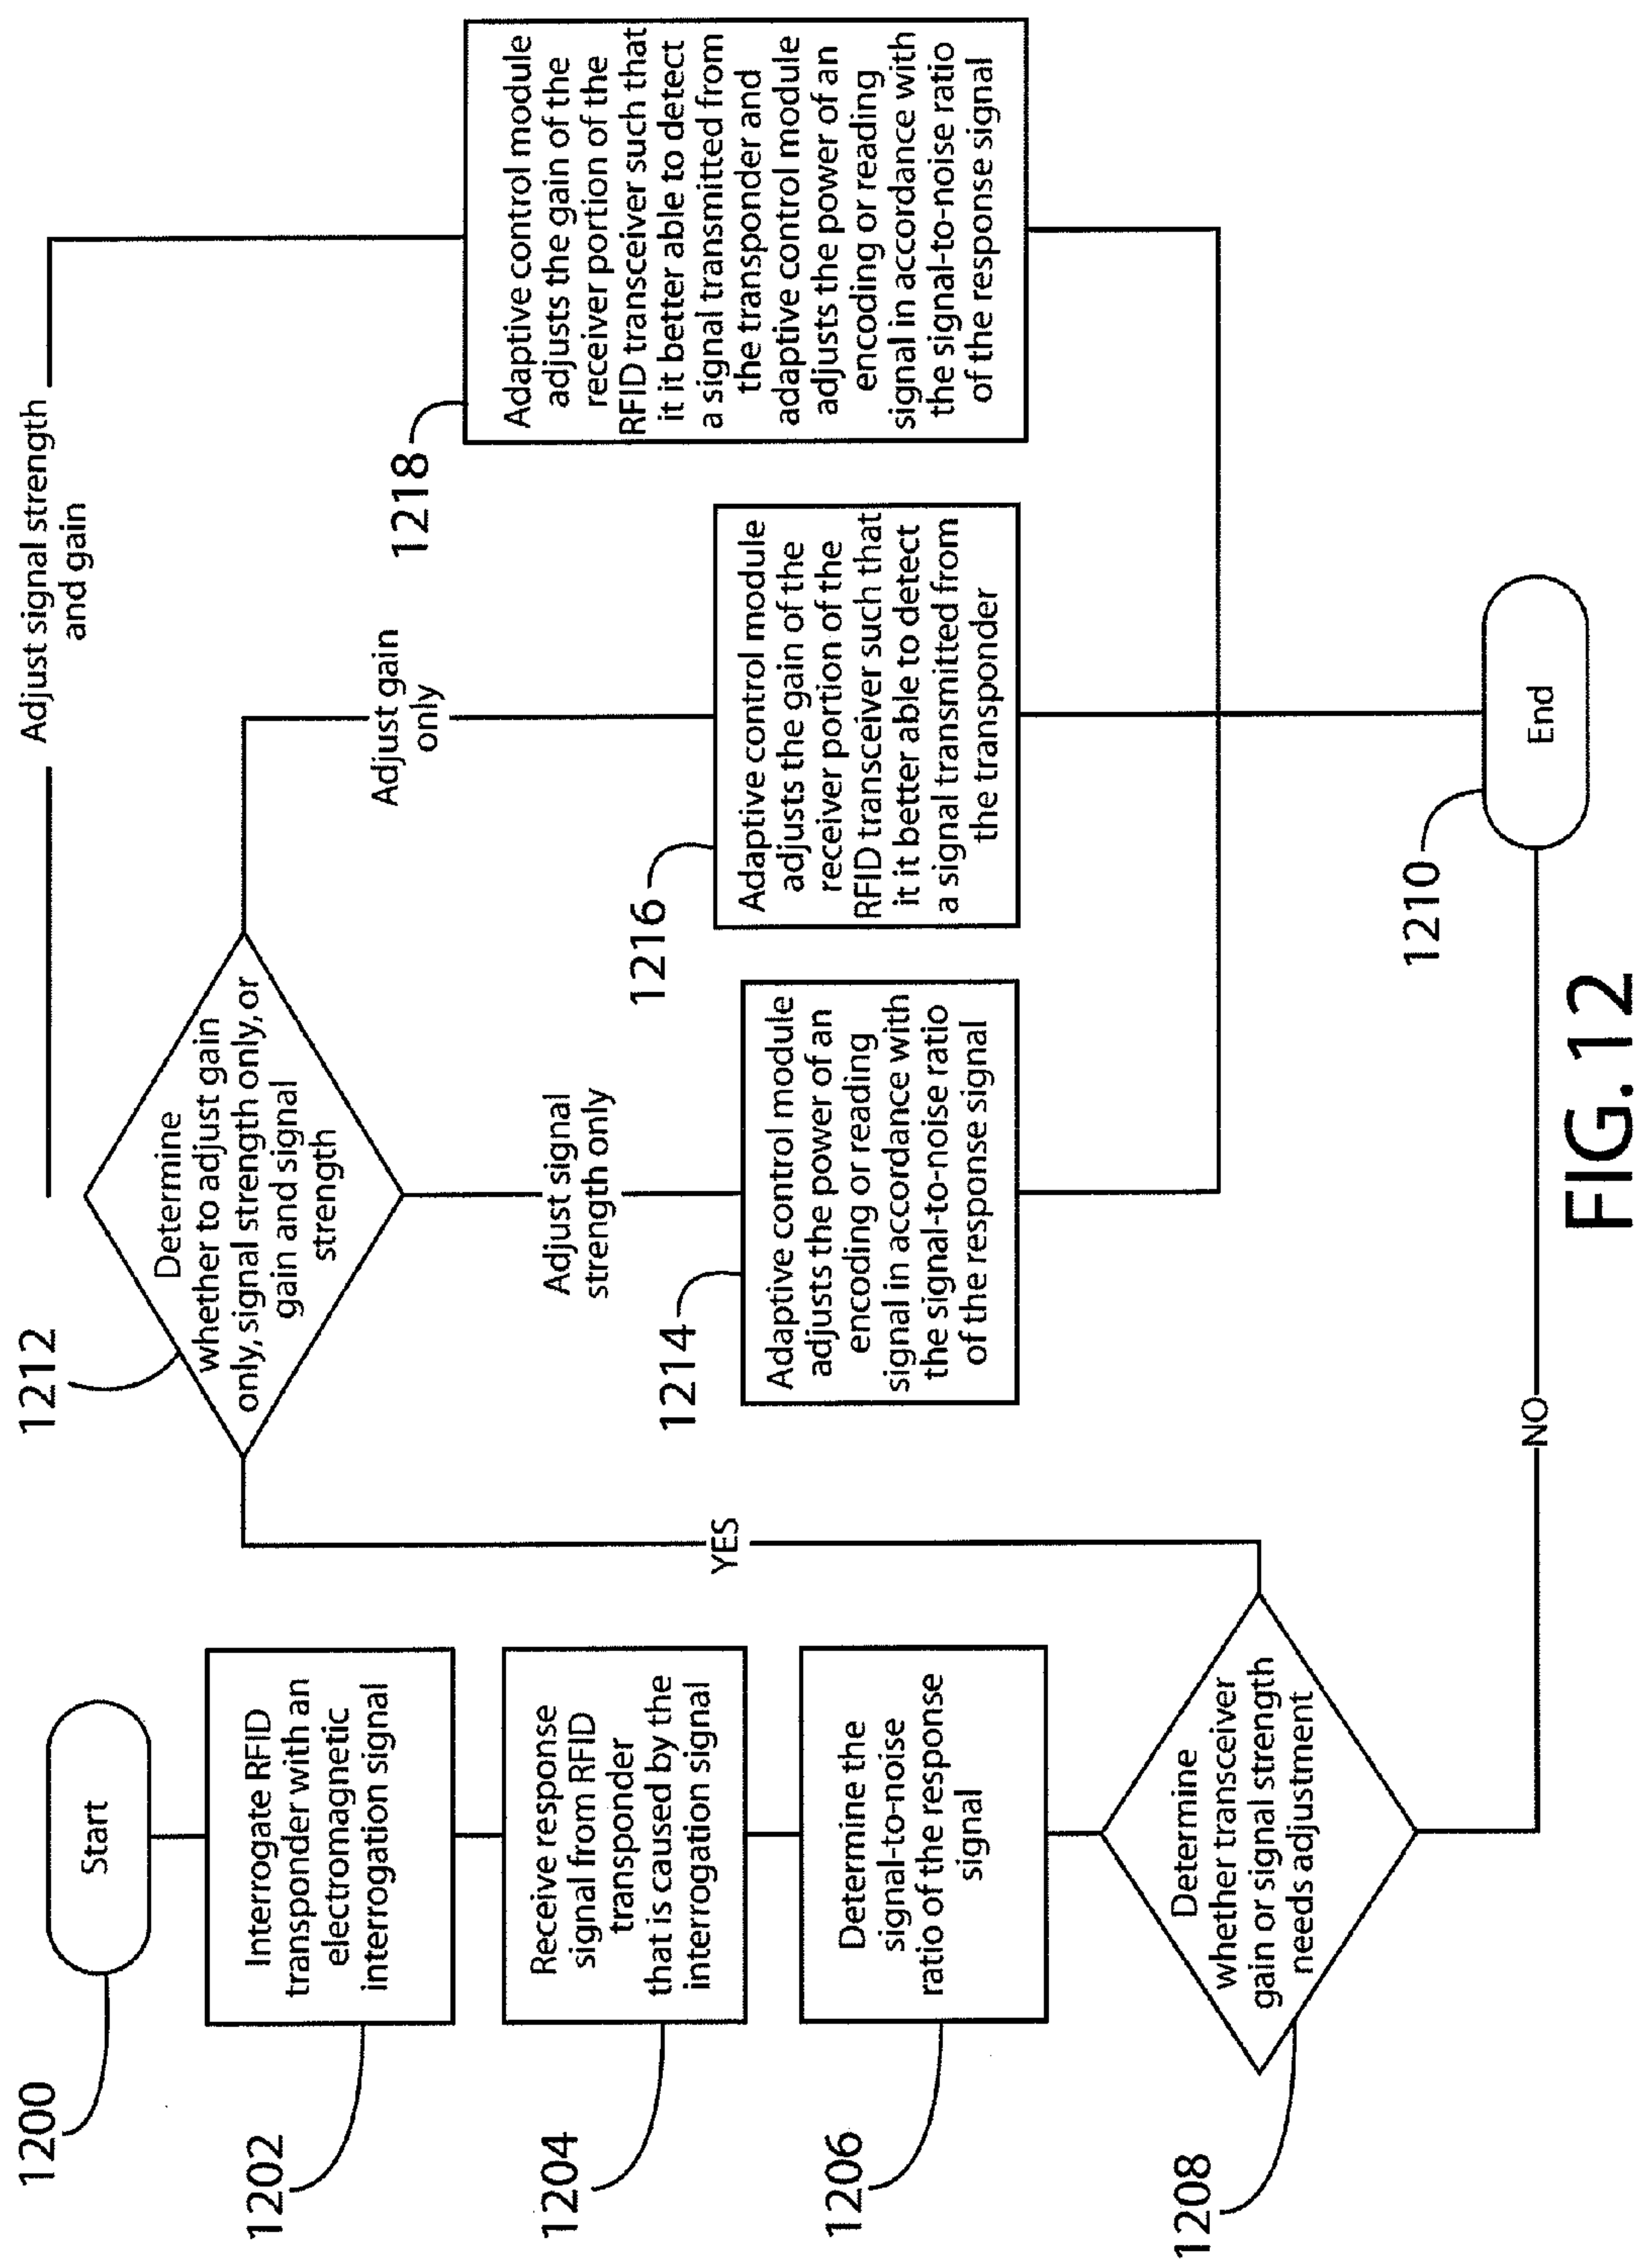 1200
Start
1202
Interrogate RFID
transponder with an
electromagnetic
interrogation signal
1204
Receive response
signal from RFID
transponder
that is caused by the
interrogation signal
1206
Determine the
signal-to-noise
ratio of the response
signal
1208
Determine
whether transceiver
gain or signal strength
needs adjustment
YES
NO
1212
Determine
whether to adjust gain
only, signal strength only, or
gain and signal
strength
Adjust signal
strength only
1214
Adaptive control module
adjusts the power of an
encoding or reading
signal in accordance with
the signal-to-noise ratio
of the response signal
Adjust gain
only
1216
Adaptive control module
adjusts the gain of the
receiver portion of the
RFID transceiver such that
it it better able to detect
a signal transmitted from
the transponder
Adjust signal strength
and gain
1218
Adaptive control module
adjusts the gain of the
receiver portion of the
RFID transceiver such that
it it better able to detect
a signal transmitted from
the transponder and
adaptive control module
adjusts the power of an
encoding or reading
signal in accordance with
the signal-to-noise ratio
of the response signal
1210
End
FIG. 12